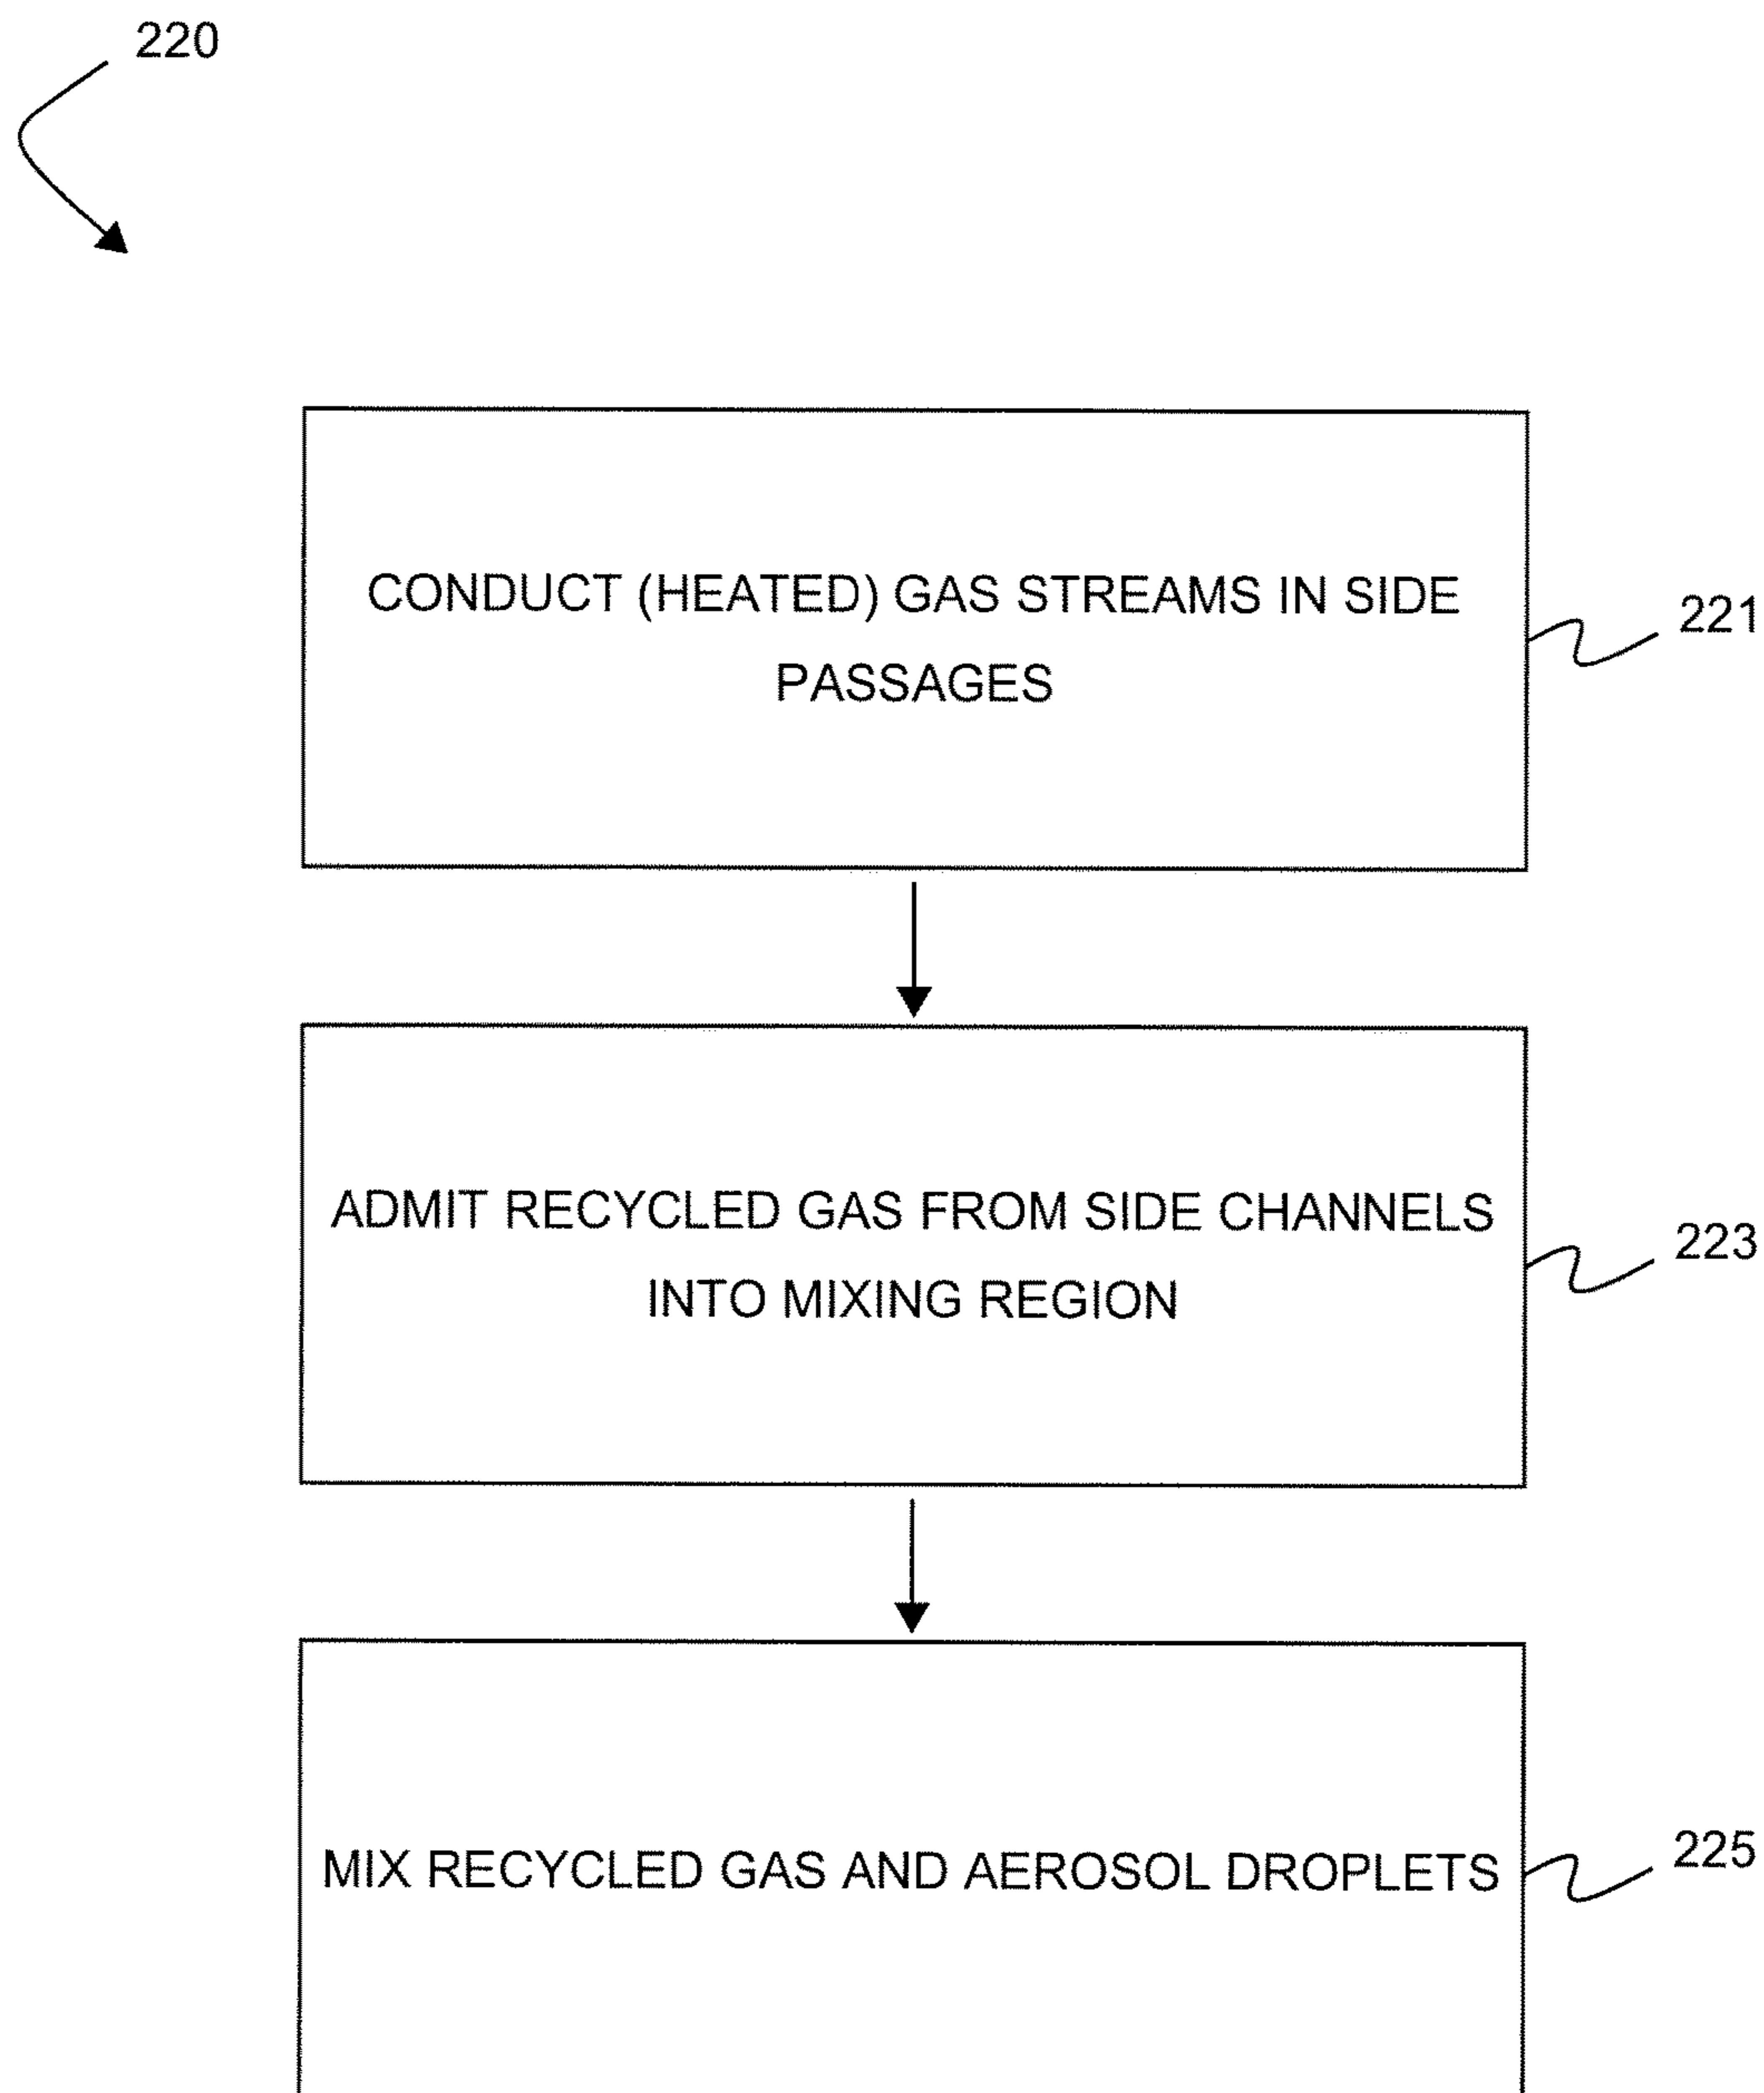 220
CONDUCT (HEATED) GAS STREAMS IN SIDE
PASSAGES
221
ADMIT RECYCLED GAS FROM SIDE CHANNELS
INTO MIXING REGION
223
MIX RECYCLED GAS AND AEROSOL DROPLETS
225